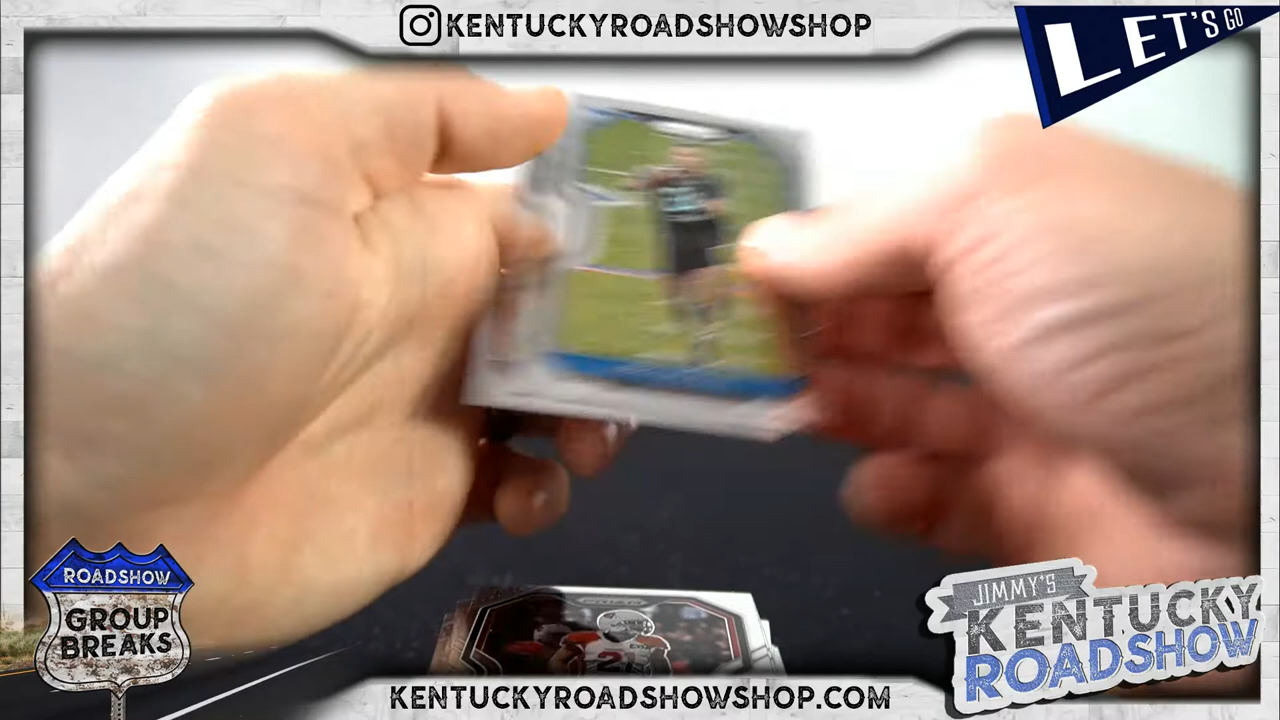 KENTUCKYROADSHOWSHOP
LET'S GO
ROADSHOW
GROUP
BREAKS
JIMMY'S
KENTUCKY
ROADSHOW
KENTUCKYROADSHOWSHOP.COM